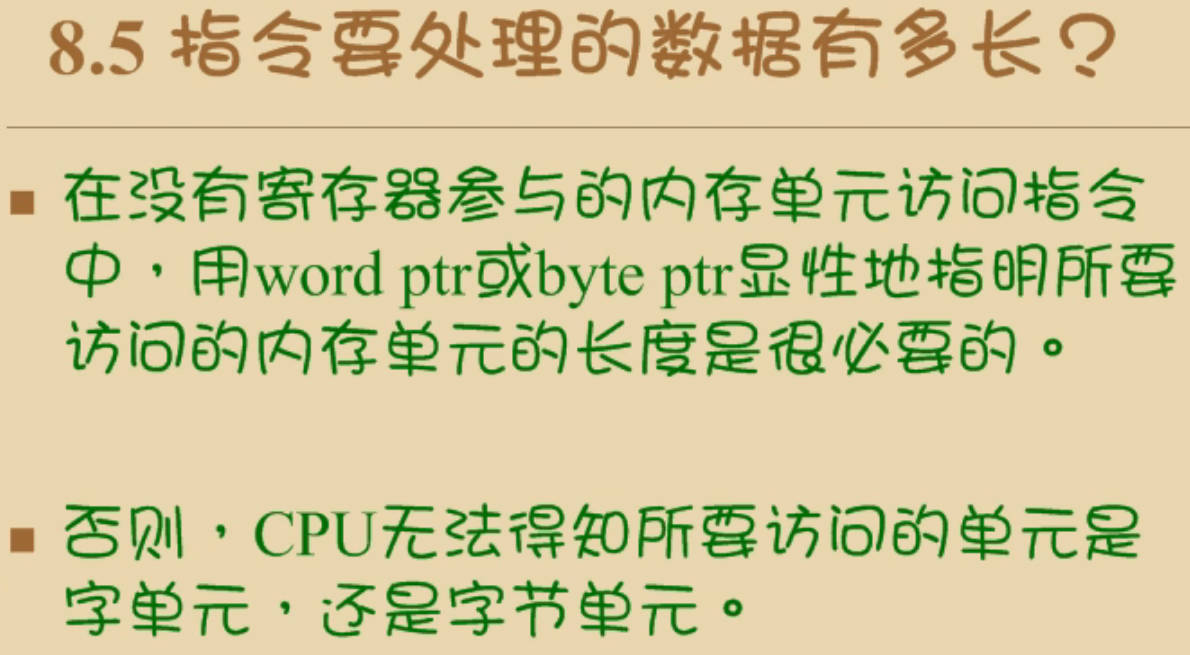 8.5 指令要处理的数据有多长？
■ 在没有寄存器参与的内存单元访问指令
中，用word ptr或byte ptr显性地指明所要
访问的内存单元的长度是很必要的。
■ 否则，CPU无法得知所要访问的单元是
字单元，还是字节单元。